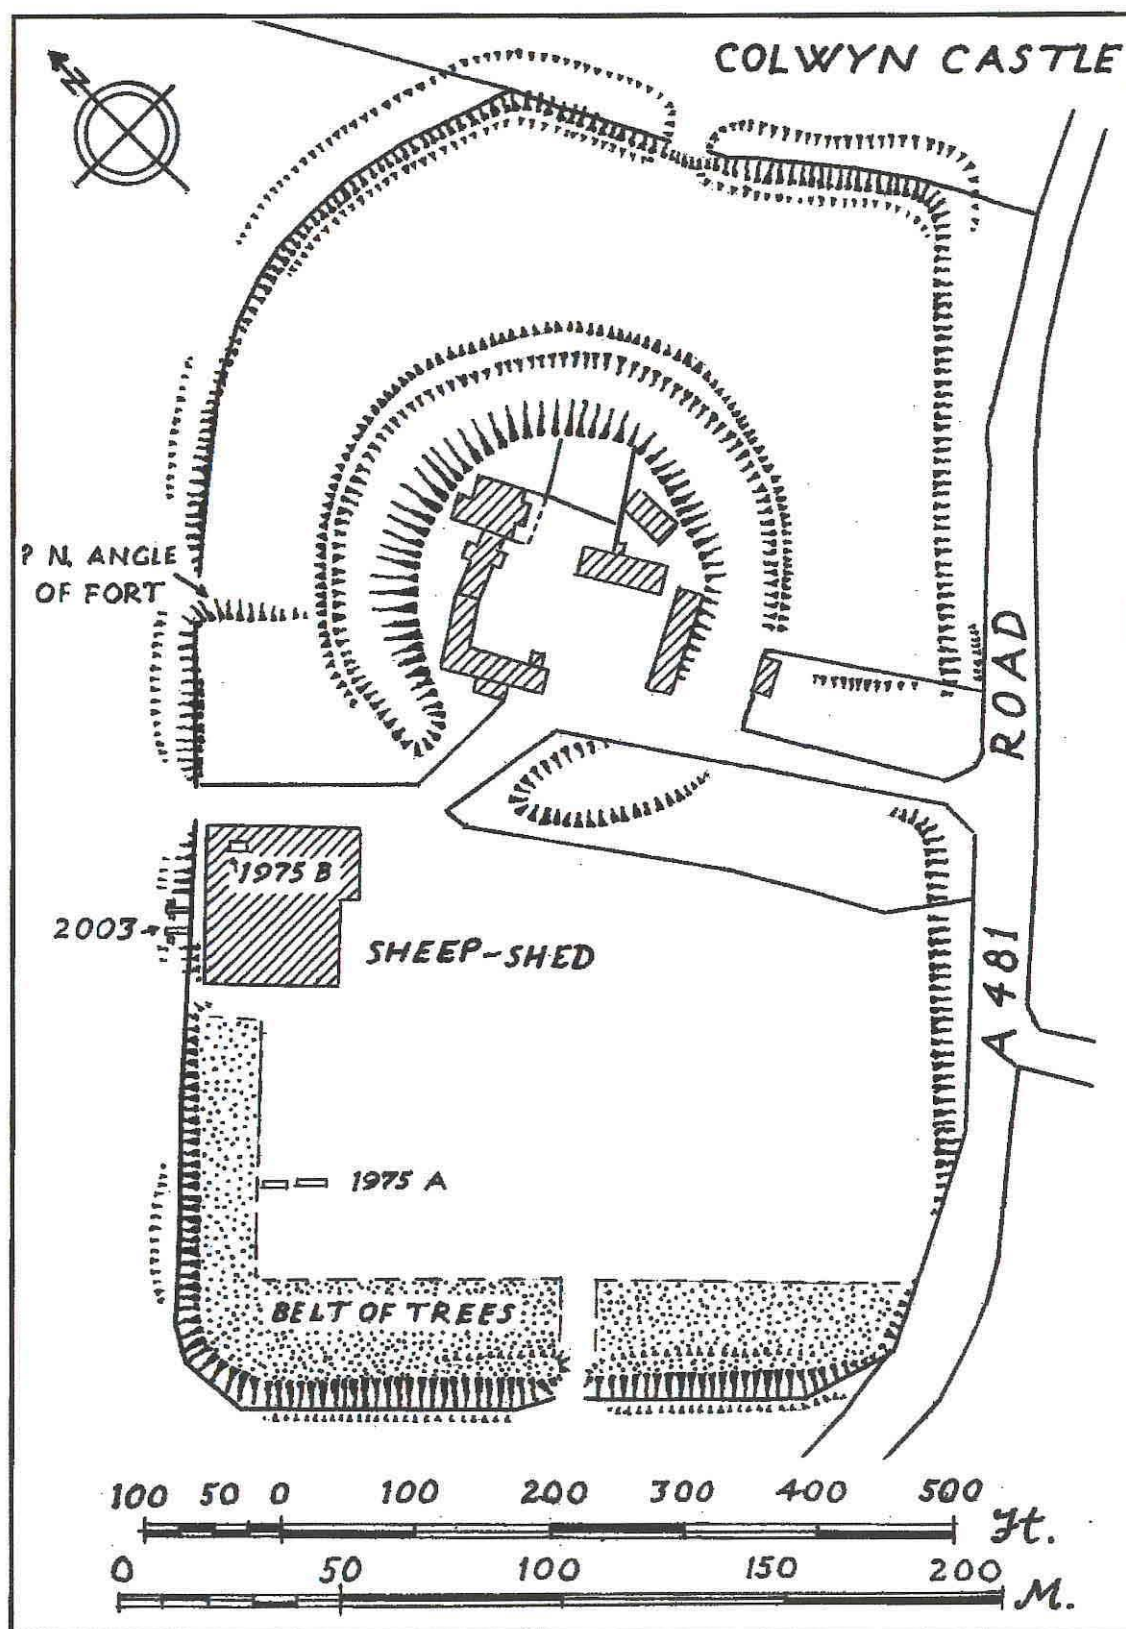 COLWYN CASTLE
N
? N. ANGLE
OF FORT
ROAD
A 481
1975 B
2003
SHEEP-SHED
1975 A
BELT OF TREES
100 50 0 100 200 300 400 500 Ft.
0 50 100 150 200 M.